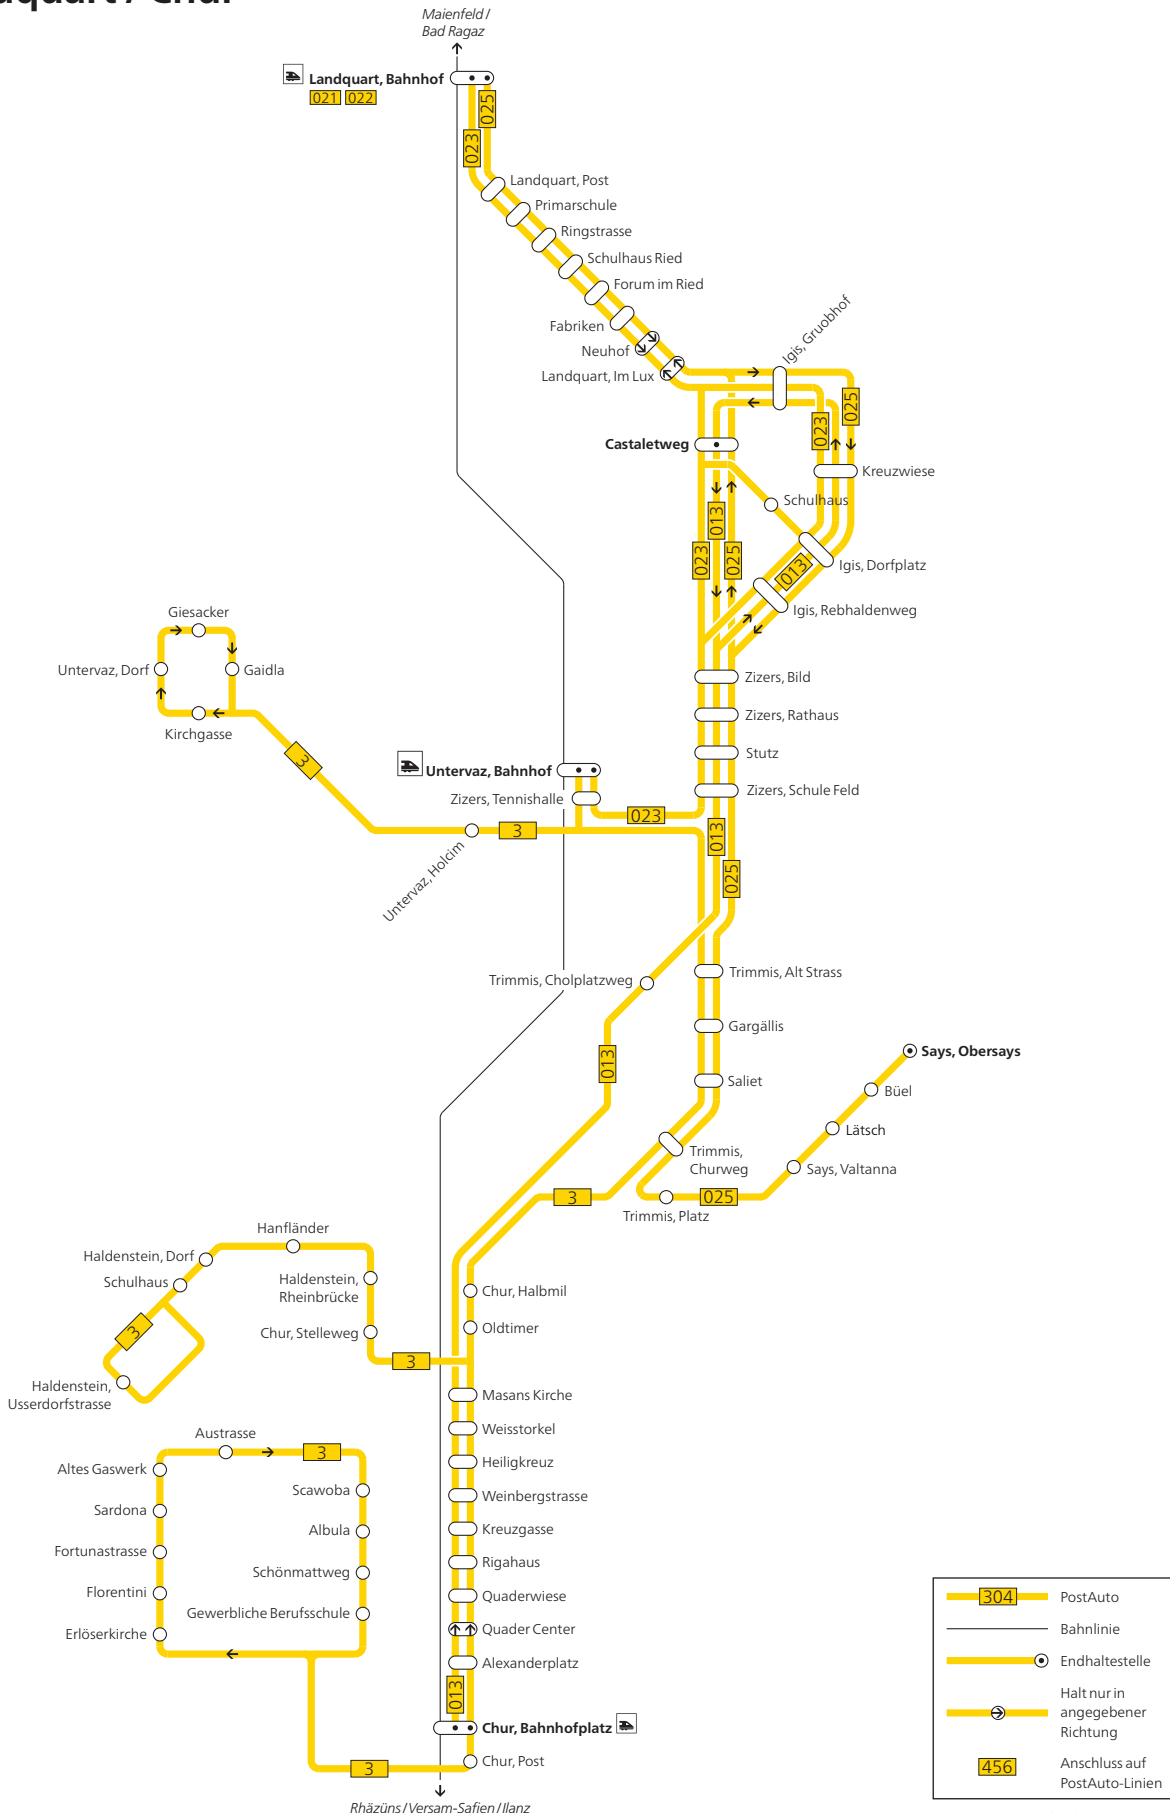 Maienfeld /
Bad Ragaz
Landquart, Bahnhof
021 022
025
023
Landquart, Post
Primarschule
Ringstrasse
Schulhaus Ried
Forum im Ried
Fabriken
Neuhof
Landquart, Im Lux
Igis, Gruobhof
025
023
Castaletweg
Kreuzwiese
Schulhaus
013
023
025
013
Igis, Dorfplatz
Igis, Rebhaldenweg
Giesacker
Untervaz, Dorf
Gaidla
Kirchgasse
Zizers, Bild
Zizers, Rathaus
Stutz
Zizers, Schule Feld
3
Untervaz, Bahnhof
Zizers, Tennishalle
023
3
013
Untervaz, Holcim
025
Trimmis, Cholplatzweg
Trimmis, Alt Strass
Gargällis
Saliet
013
Says, Obersays
Büel
Lätsch
Says, Valtanna
Trimmis,
Churweg
3
025
Trimmis, Platz
Hanfländer
Haldenstein, Dorf
Schulhaus
Haldenstein,
Rheinbrücke
Chur, Stelleweg
3
Haldenstein,
Usserdorfstrasse
3
Chur, Halbmil
Oldtimer
Masans Kirche
Weisstorkel
Heiligkreuz
Weinbergstrasse
Kreuzgasse
Rigahaus
Quaderwiese
Quader Center
Alexanderplatz
013
Chur, Bahnhofplatz
Chur, Post
3
Austrasse
3
Altes Gaswerk
Sardona
Fortunastrasse
Florentini
Erlöserkirche
Scawoba
Albula
Schönmattweg
Gewerbliche Berufsschule
Rhäzüns / Versam-Safien / Ilanz
304 PostAuto
Bahnlinie
Endhaltestelle
Halt nur in
angegebener
Richtung
456 Anschluss auf
PostAuto-Linien